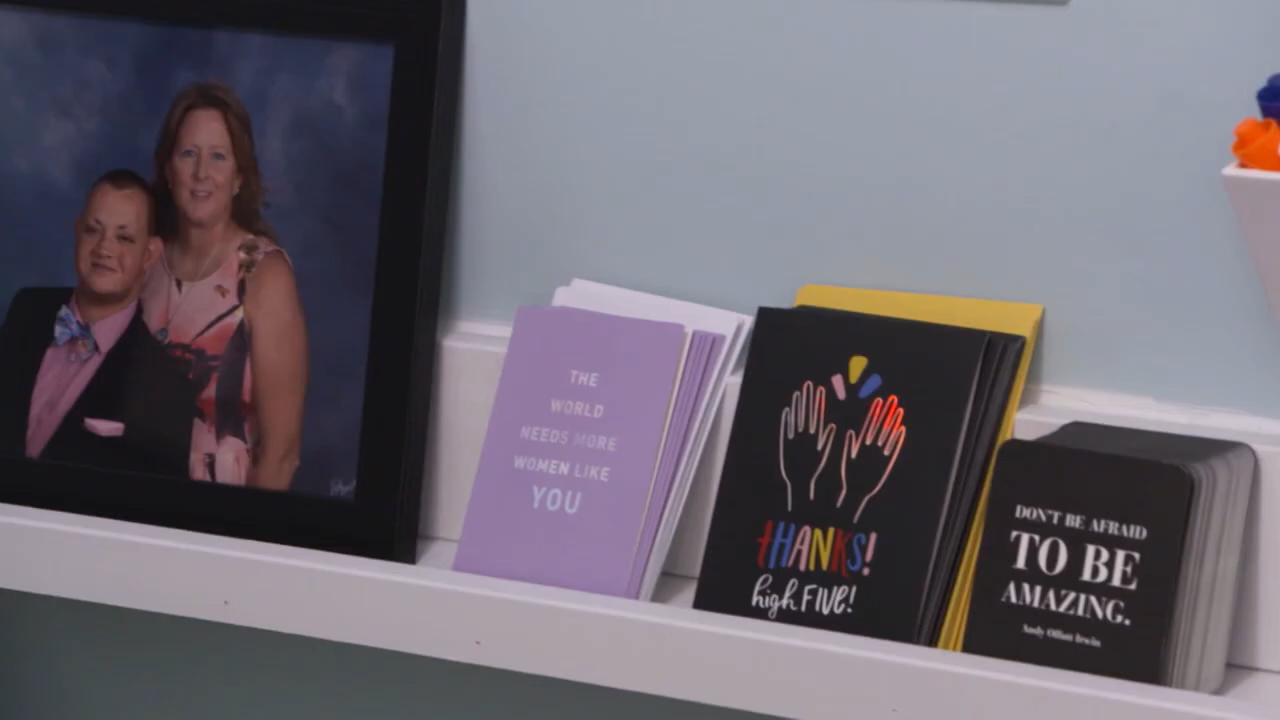 THE
WORLD
NEEDS MORE
WOMEN LIKE
YOU
THANKS!
high FIVE!
DON'T BE AFRAID
TO BE
AMAZING.
Andy Offutt Irwin